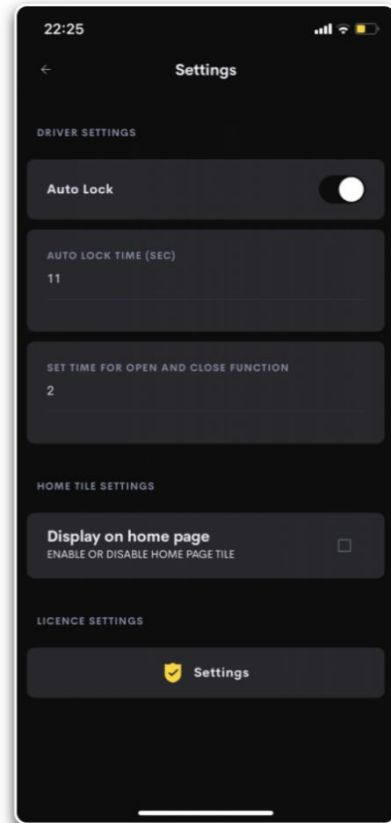 22:25
Settings
DRIVER SETTINGS
Auto Lock
AUTO LOCK TIME (SEC)
11
SET TIME FOR OPEN AND CLOSE FUNCTION
2
HOME TILE SETTINGS
Display on home page
ENABLE OR DISABLE HOME PAGE TILE
LICENCE SETTINGS
Settings